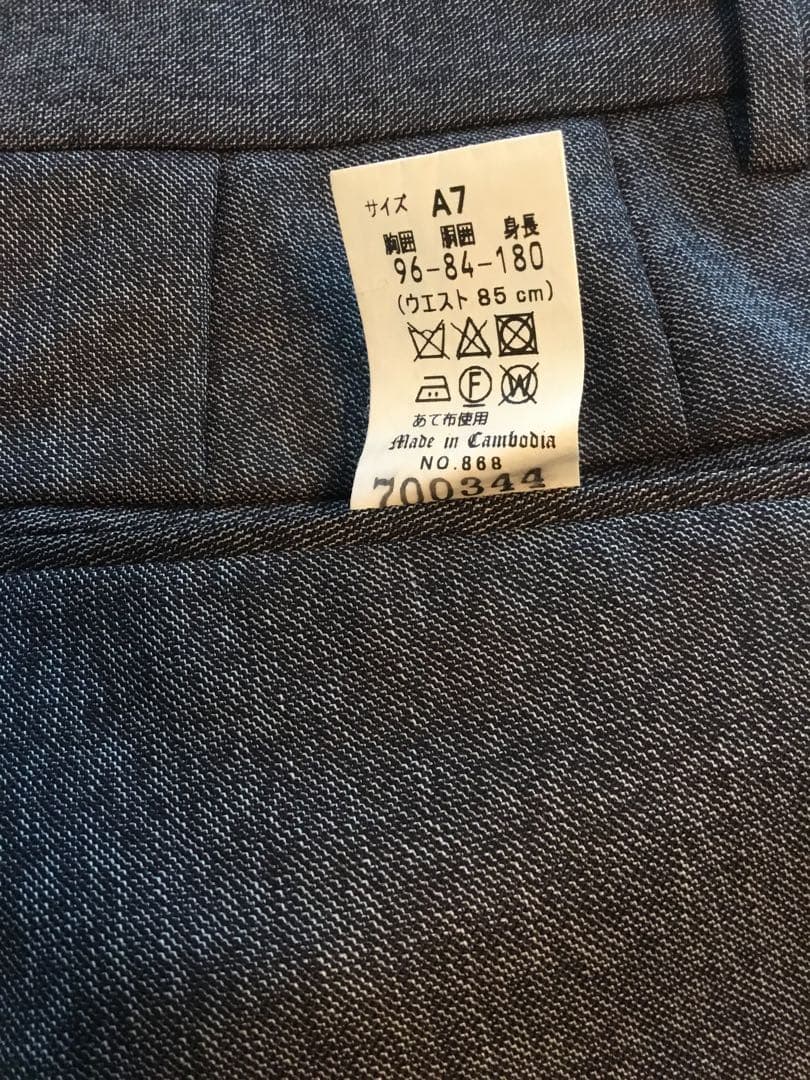 サイズ A7
胸囲 胴囲 身長
96-84-180
(ウエスト 85 cm)
F W
あて布使用
Made in Cambodia
NO.868
700344